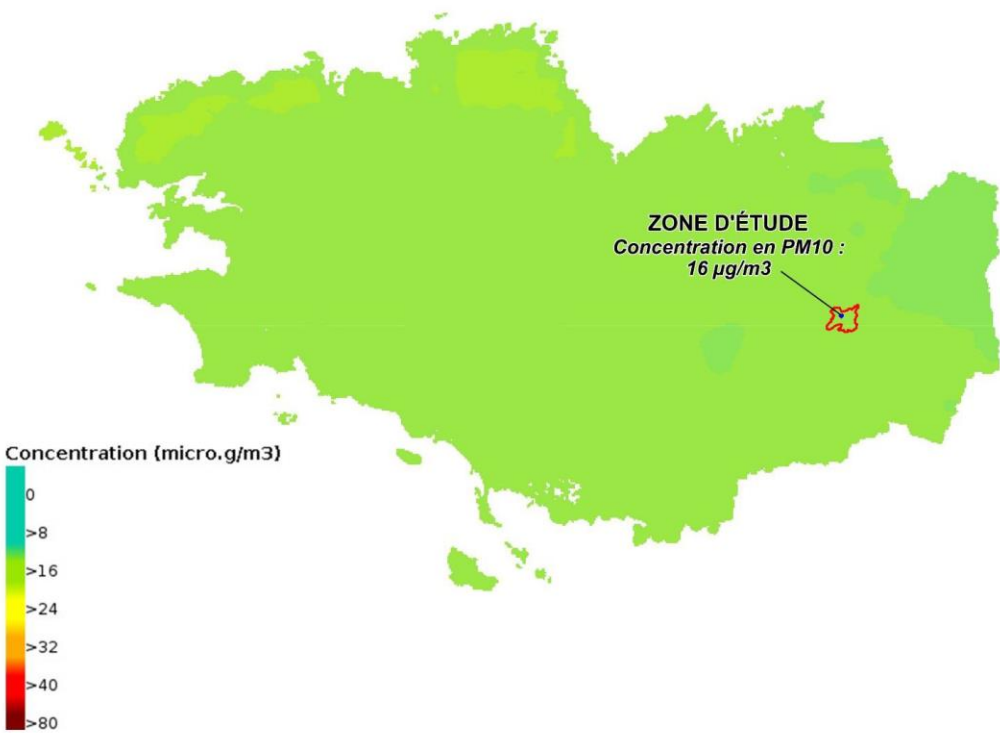 ZONE D'ÉTUDE
Concentration en PM10 :
16 µg/m3
Concentration (micro.g/m3)
0
>8
>16
>24
>32
>40
>80